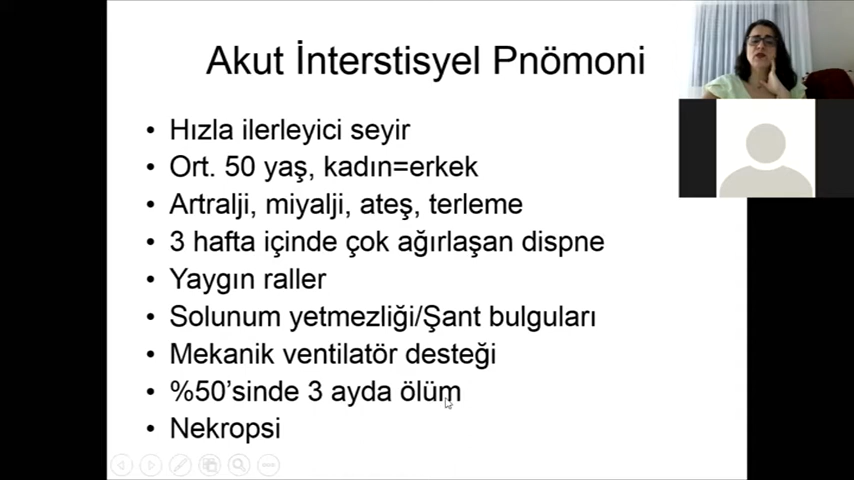 Akut İnterstisyel Pnömoni
• Hızla ilerleyici seyir
• Ort. 50 yaş, kadın=erkek
• Artralji, miyalji, ateş, terleme
• 3 hafta içinde çok ağırlaşan dispne
• Yaygın raller
• Solunum yetmezliği/Şant bulguları
• Mekanik ventilatör desteği
• %50’sinde 3 ayda ölüm
• Nekropsi